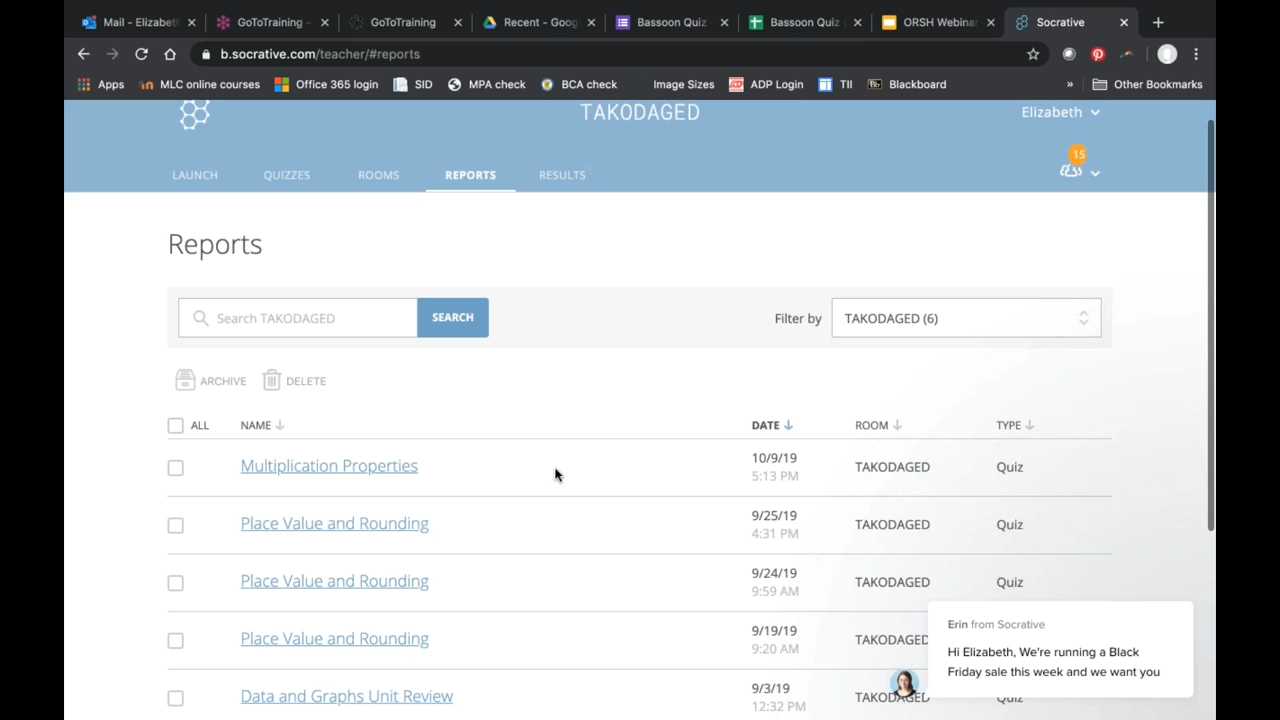 Mail - Elizabeth
GoToTraining -
GoToTraining
Recent - Goog
Bassoon Quiz
Bassoon Quiz
ORSH Webinar
Socrative
b.socrative.com/teacher/#reports
Apps
MLC online courses
Office 365 login
SID
MPA check
BCA check
Image Sizes
ADP Login
TII
Bb
Blackboard
»
Other Bookmarks
TAKODAGED
Elizabeth
15
LAUNCH
QUIZZES
ROOMS
REPORTS
RESULTS
Reports
Search TAKODAGED
SEARCH
Filter by
TAKODAGED (6)
ARCHIVE
DELETE
ALL
NAME
DATE
ROOM
TYPE
Multiplication Properties
10/9/19
5:13 PM
TAKODAGED
Quiz
Place Value and Rounding
9/25/19
4:31 PM
TAKODAGED
Quiz
Place Value and Rounding
9/24/19
9:59 AM
TAKODAGED
Quiz
Place Value and Rounding
9/19/19
9:20 AM
TAKODAGED
Data and Graphs Unit Review
9/3/19
12:32 PM
TAKODAGED
Quiz
Erin from Socrative
Hi Elizabeth, We're running a Black
Friday sale this week and we want you